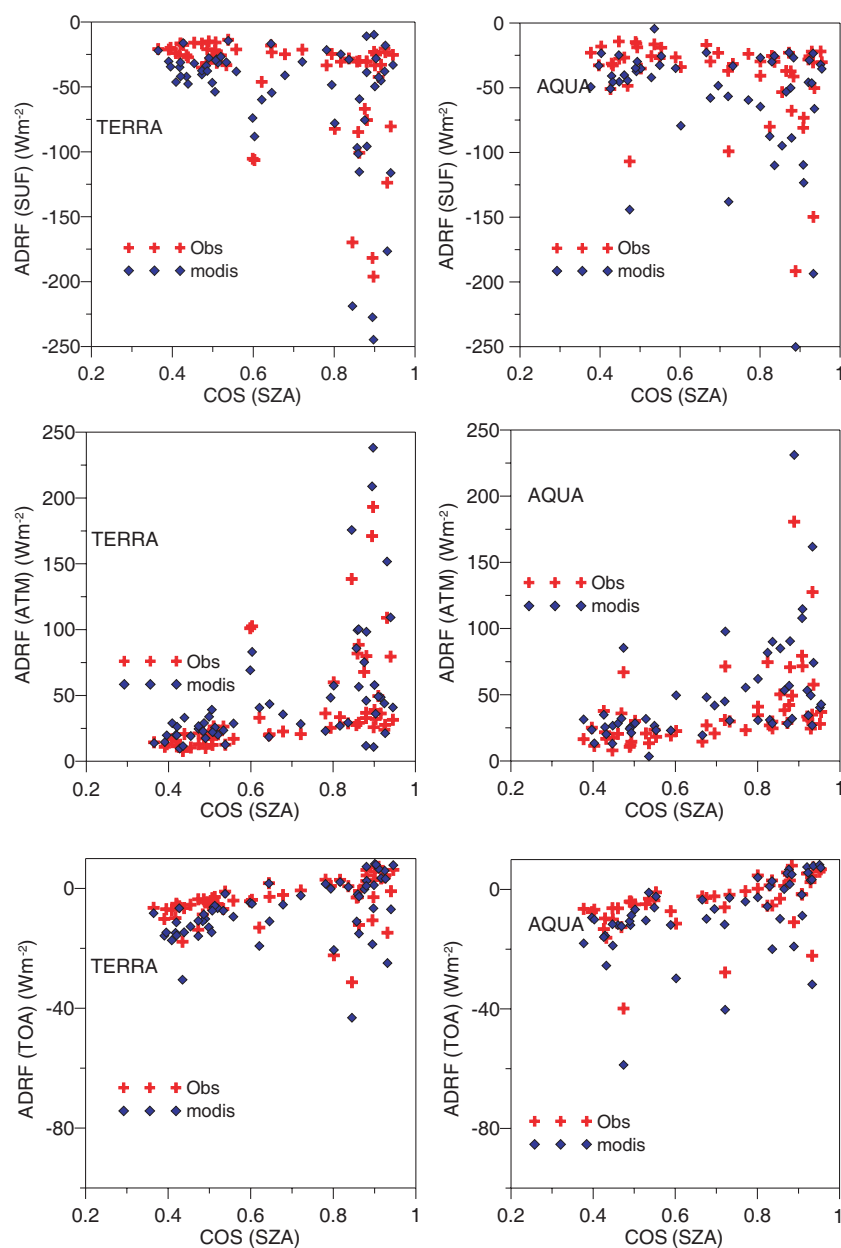 0
-50
-100
-150
-200
-250
ADRF (SUF) (Wm-2)
TERRA
Obs
modis
0.2 0.4 0.6 0.8 1
COS (SZA)
0
-50
-100
-150
-200
-250
ADRF (SUF) (Wm-2)
AQUA
Obs
modis
0.2 0.4 0.6 0.8 1
COS (SZA)
250
200
150
100
50
0
ADRF (ATM) (Wm-2)
TERRA
Obs
modis
0.2 0.4 0.6 0.8 1
COS (SZA)
250
200
150
100
50
0
ADRF (ATM) (Wm-2)
AQUA
Obs
modis
0.2 0.4 0.6 0.8 1
COS (SZA)
0
-40
-80
ADRF (TOA) (Wm-2)
TERRA
Obs
modis
0.2 0.4 0.6 0.8 1
COS (SZA)
0
-40
-80
ADRF (TOA) (Wm-2)
AQUA
Obs
modis
0.2 0.4 0.6 0.8 1
COS (SZA)